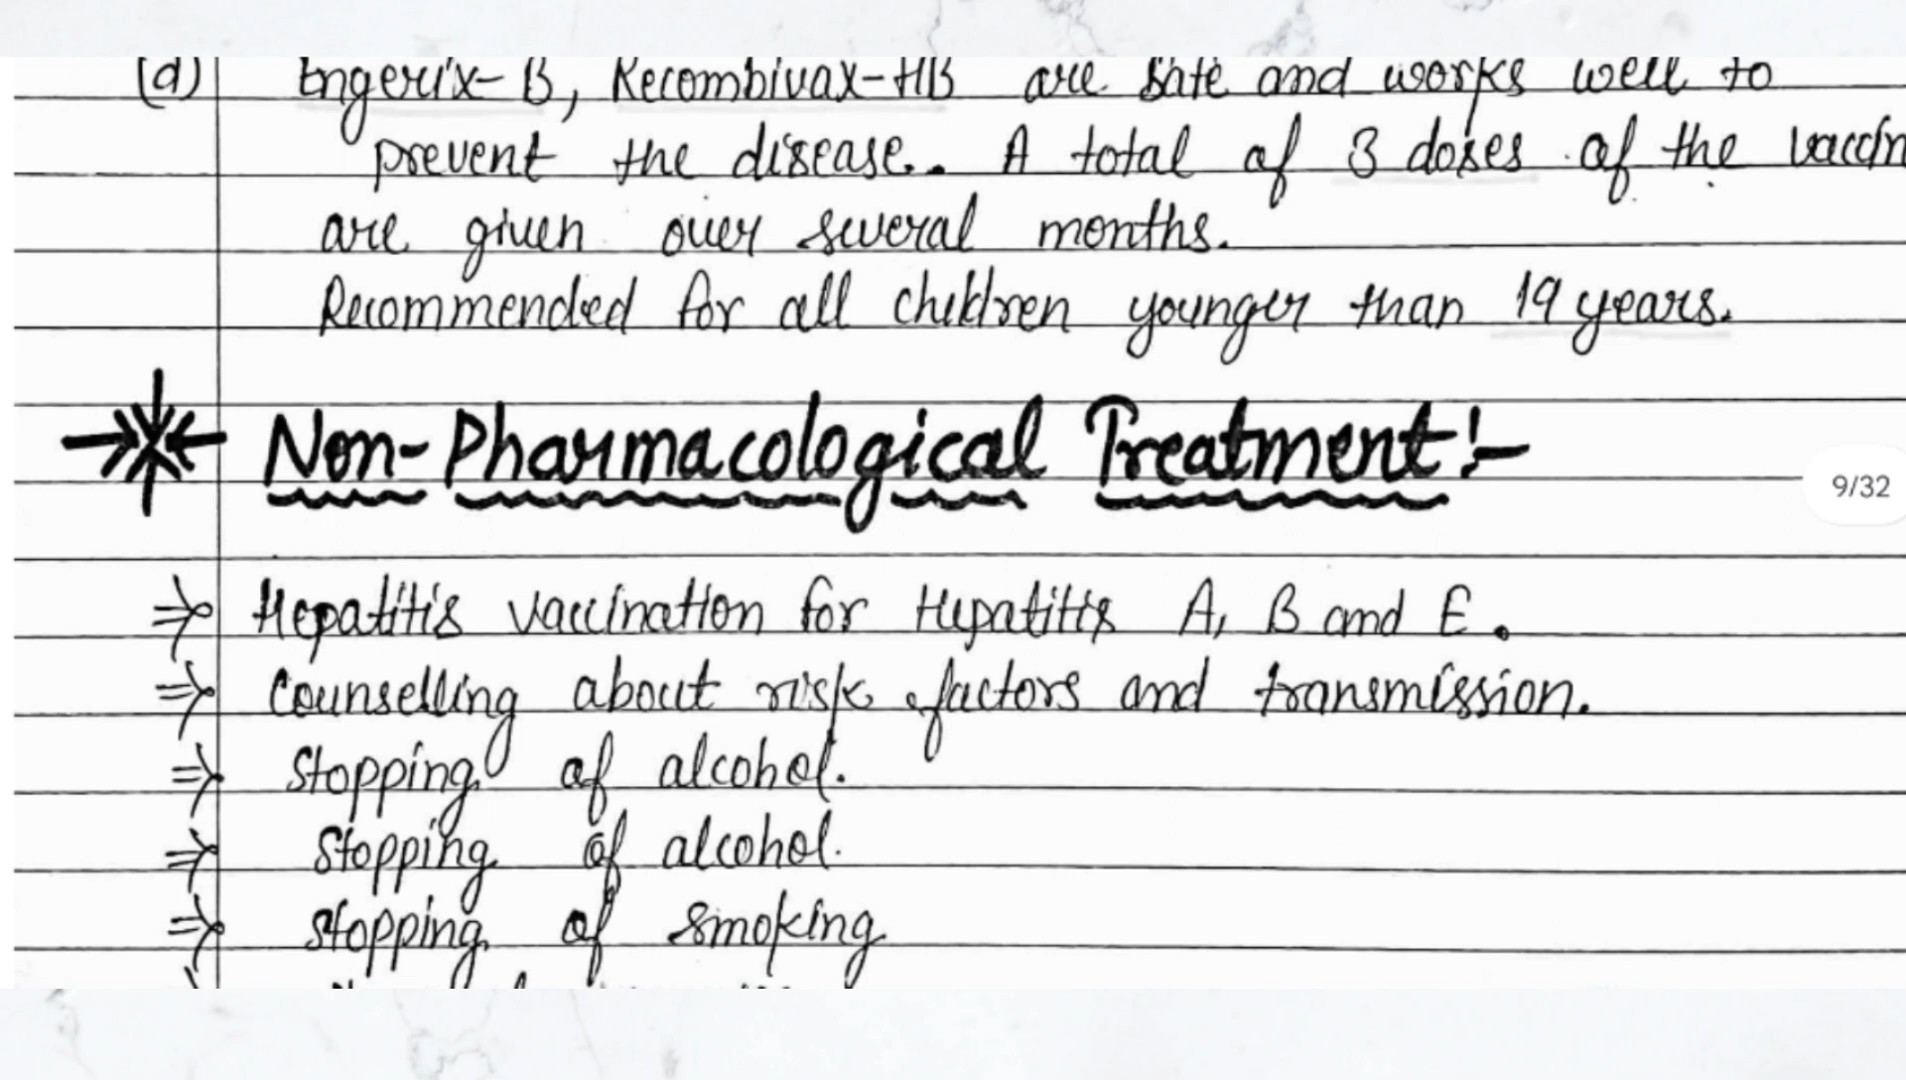 (d) Engerix-B, Recombivax-HB are safe and works well to
prevent the disease. A total of 3 doses of the vaccin
are given over several months.
Recommended for all children younger than 19 years.
Non-Pharmacological Treatment:-
9/32
⇒ Hepatitis vaccination for Hepatitis A, B and E.
⇒ Counselling about risk factors and transmission.
⇒ Stopping of alcohol.
⇒ Stopping of alcohol.
⇒ Stopping of smoking